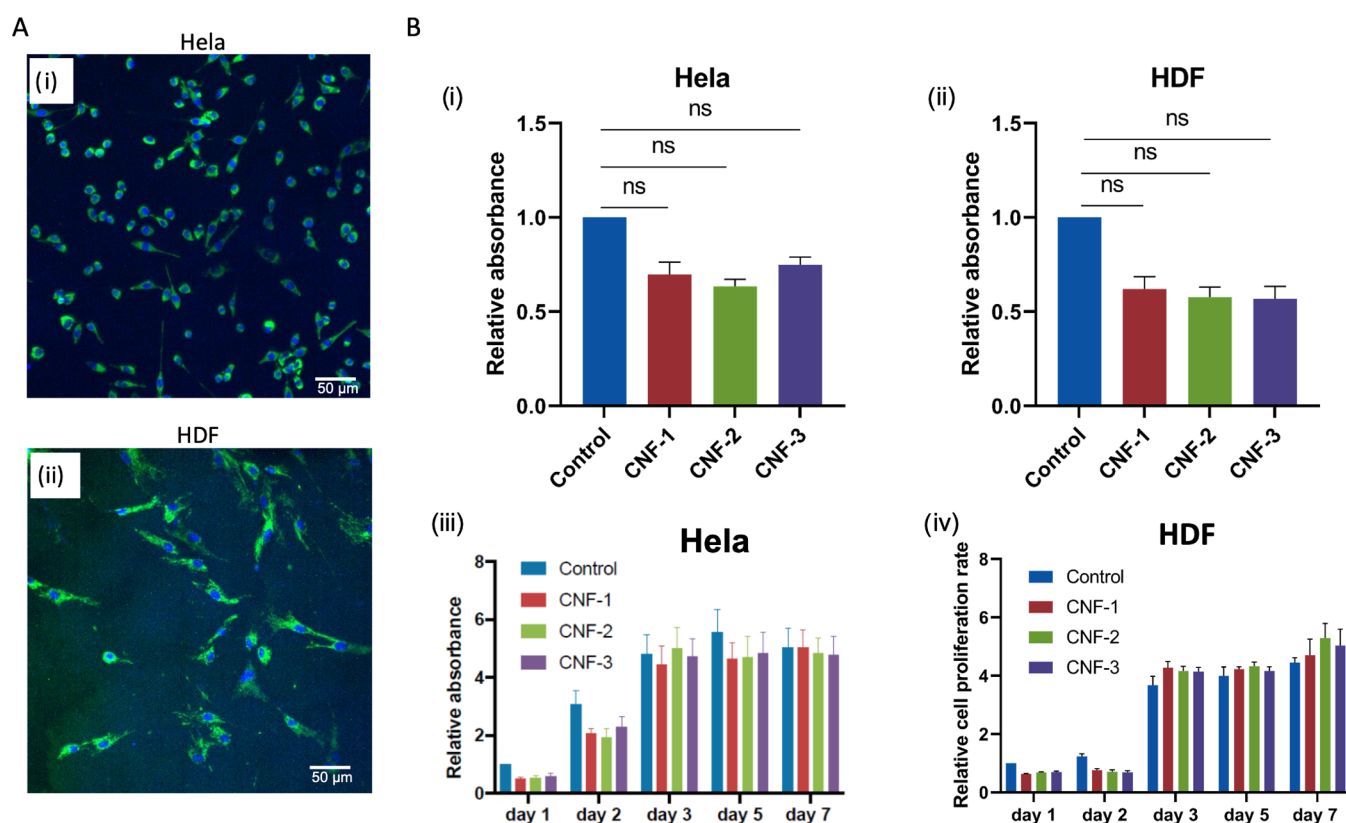 A
Hela
(i)
50 µm
HDF
(ii)
50 µm
B
(i)
Hela
Relative absorbance
1.5
1.0
0.5
0.0
ns
ns
ns
Control
CNF-1
CNF-2
CNF-3
(ii)
HDF
Relative absorbance
1.5
1.0
0.5
0.0
ns
ns
ns
Control
CNF-1
CNF-2
CNF-3
(iii)
Hela
Relative absorbance
8
6
4
2
0
Control
CNF-1
CNF-2
CNF-3
day 1
day 2
day 3
day 5
day 7
(iv)
HDF
Relative cell proliferation rate
8
6
4
2
0
Control
CNF-1
CNF-2
CNF-3
day 1
day 2
day 3
day 5
day 7